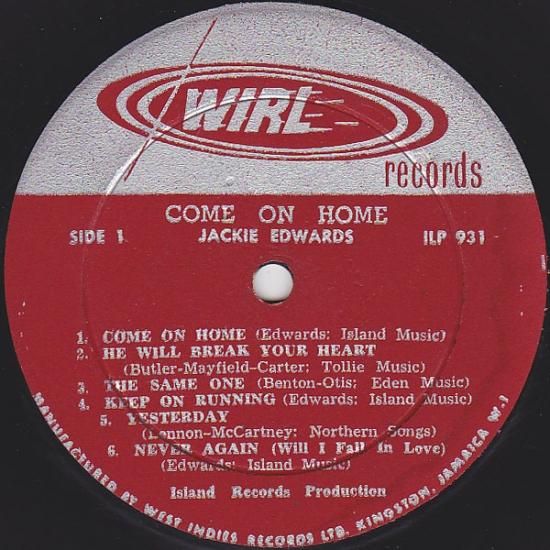 WIRL
records
COME ON HOME
SIDE 1 JACKIE EDWARDS ILP 931
1. COME ON HOME (Edwards: Island Music)
2. HE WILL BREAK YOUR HEART
(Butler-Mayfield-Carter: Tollie Music)
3. THE SAME ONE (Benton-Otis: Eden Music)
4. KEEP ON RUNNING (Edwards: Island Music)
5. YESTERDAY
(Lennon-McCartney: Northern Songs)
6. NEVER AGAIN (Will I Fall In Love)
(Edwards: Island Music)
Island Records Production
MANUFACTURED BY WEST INDIES RECORDS LTD. KINGSTON, JAMAICA W.I